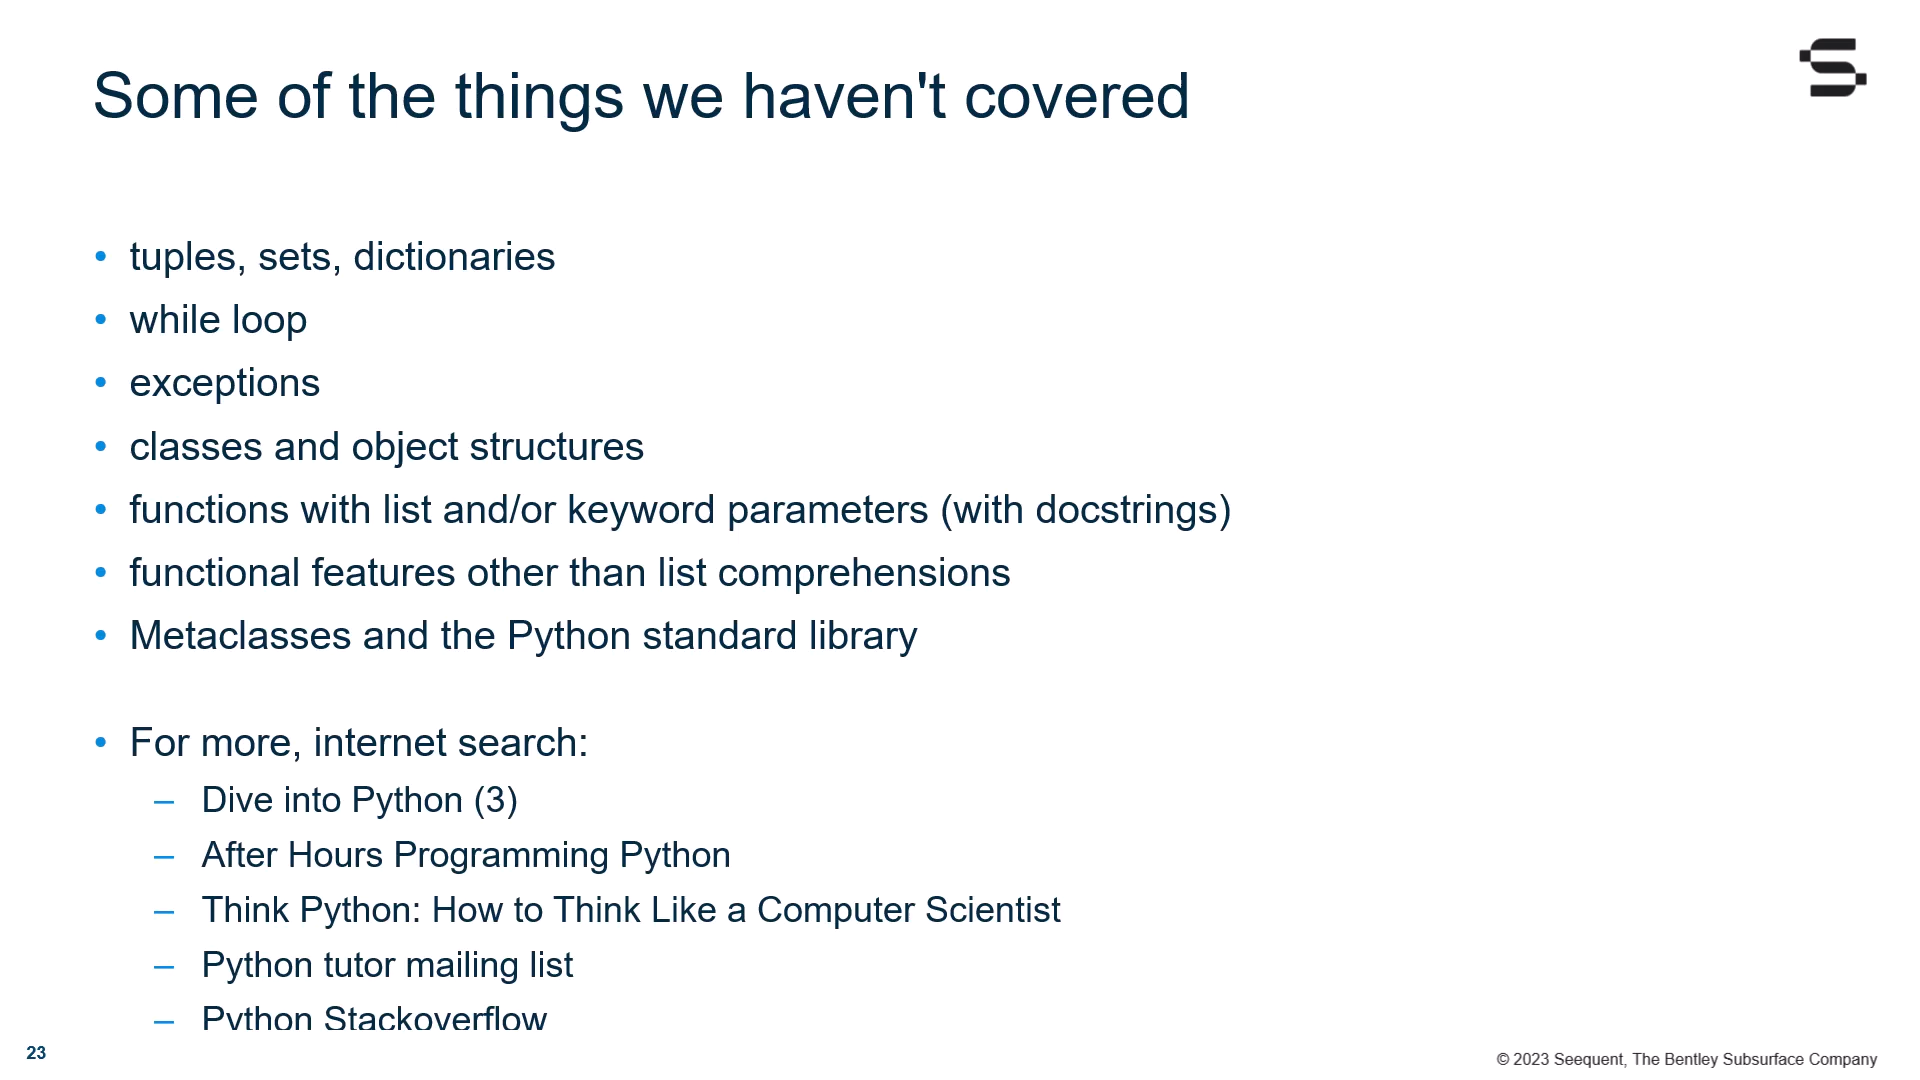 Some of the things we haven't covered
• tuples, sets, dictionaries
• while loop
• exceptions
• classes and object structures
• functions with list and/or keyword parameters (with docstrings)
• functional features other than list comprehensions
• Metaclasses and the Python standard library
• For more, internet search:
– Dive into Python (3)
– After Hours Programming Python
– Think Python: How to Think Like a Computer Scientist
– Python tutor mailing list
– Python Stackoverflow
23
© 2023 Seequent, The Bentley Subsurface Company